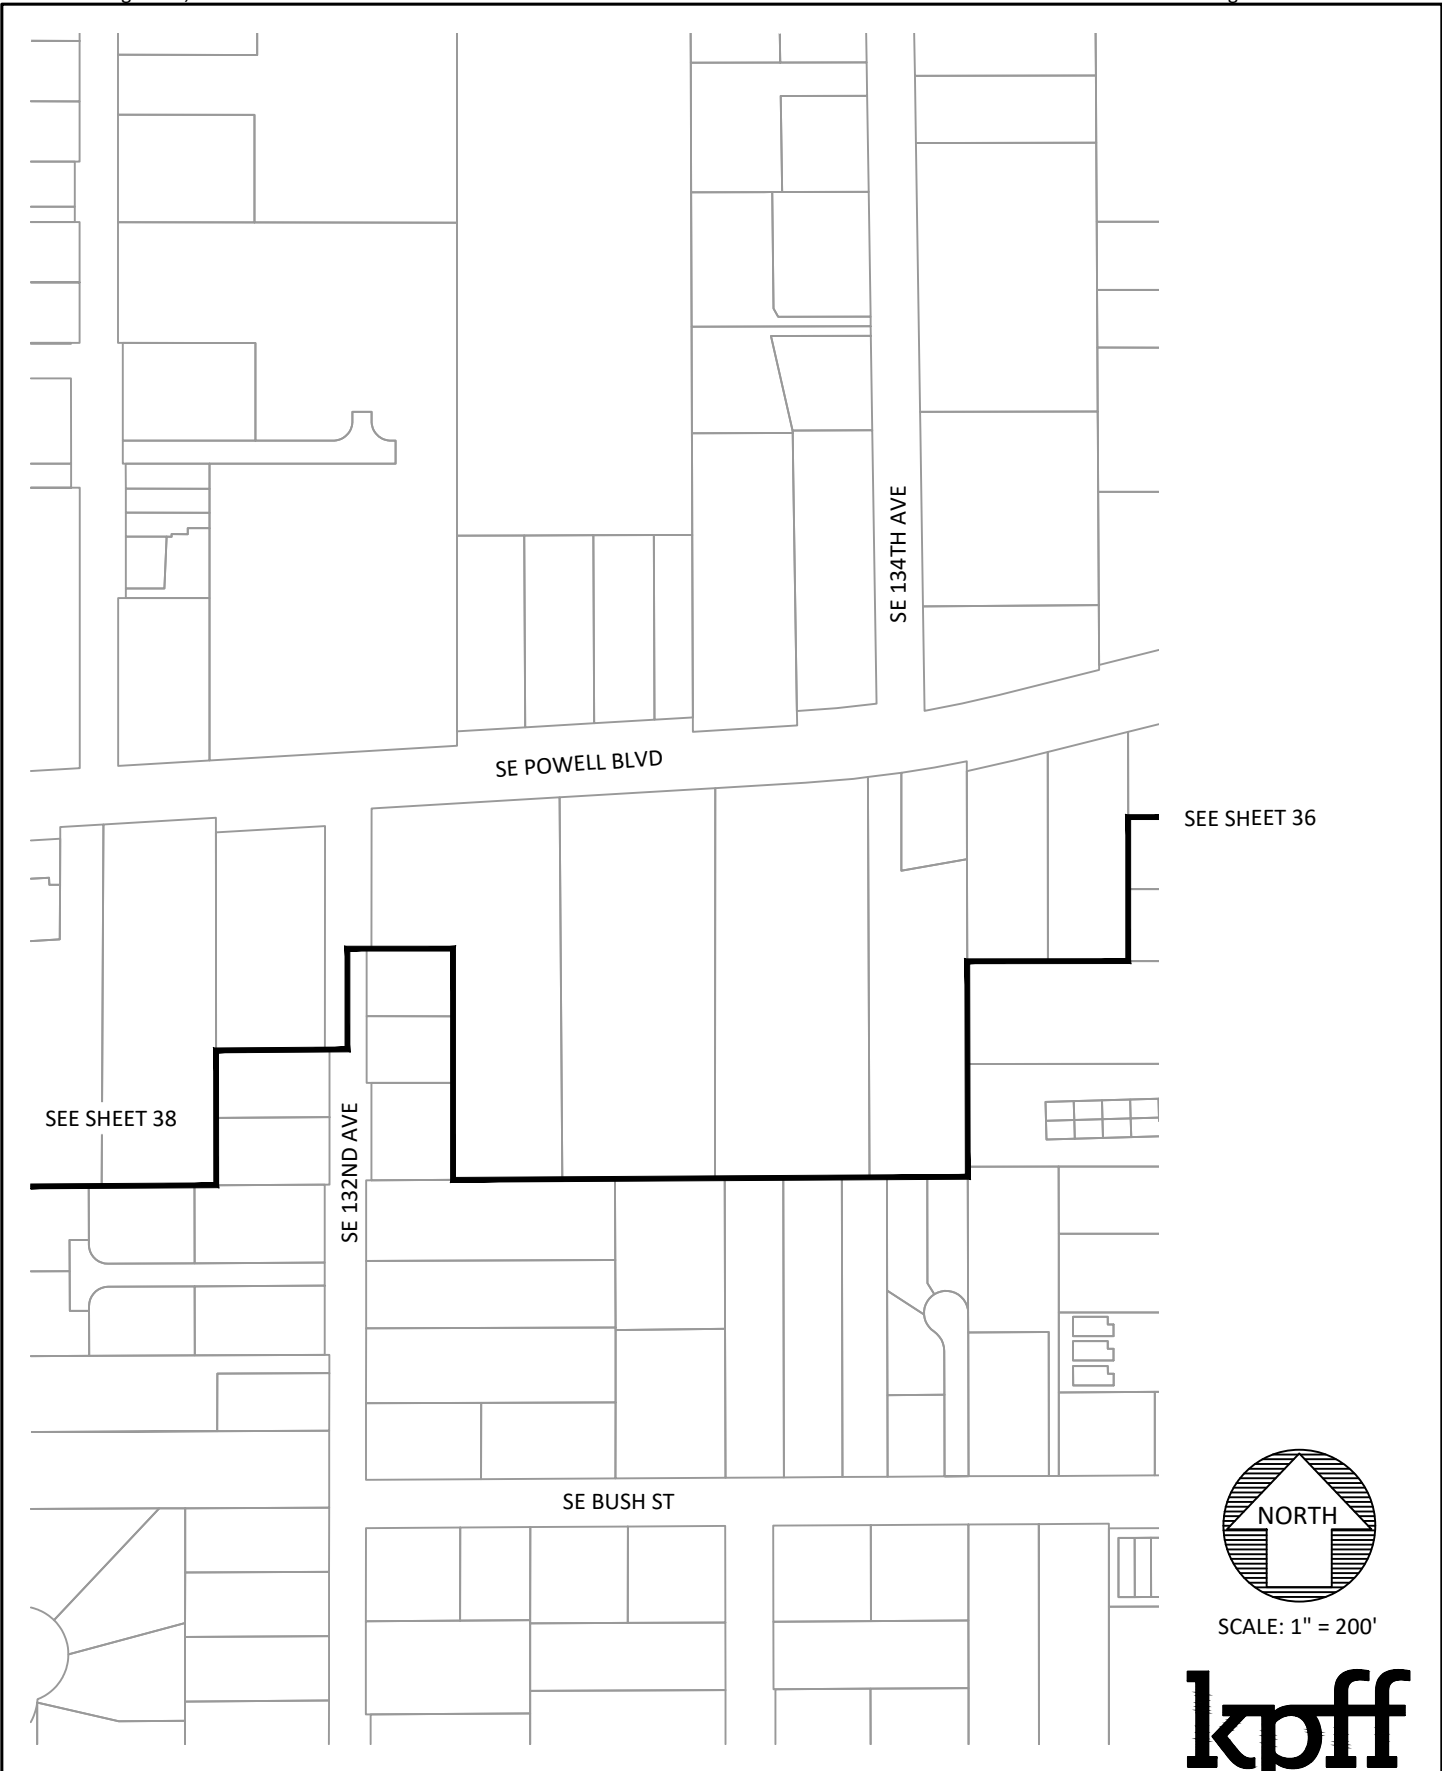 SE 134TH AVE
SE POWELL BLVD
SEE SHEET 36
SEE SHEET 38
SE 132ND AVE
SE BUSH ST
NORTH
SCALE: 1" = 200'
kpff